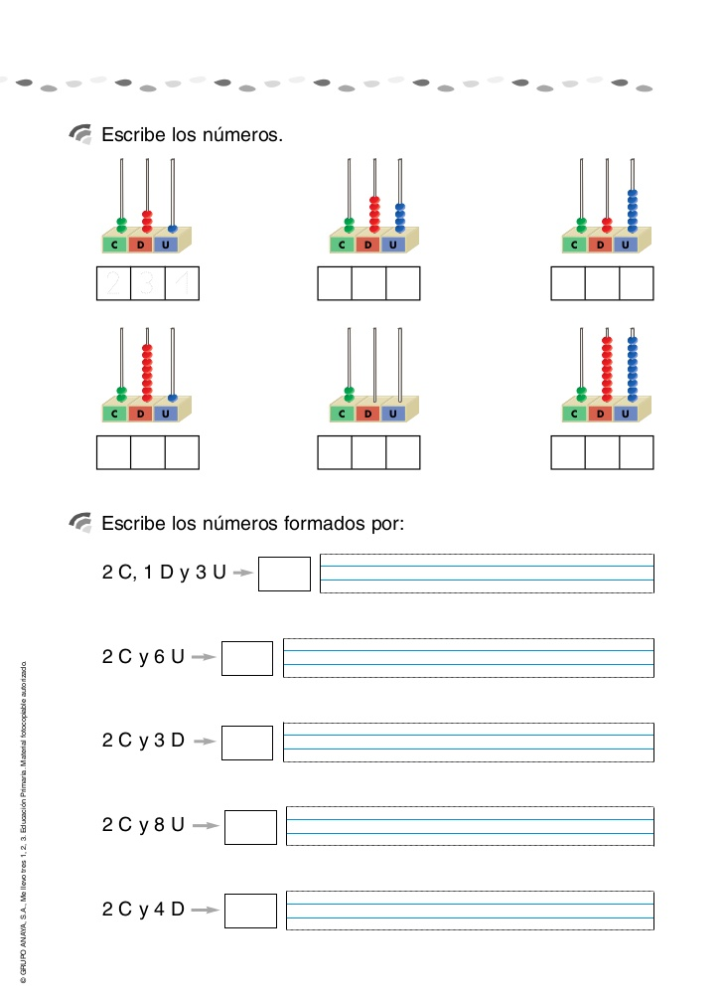 Escribe los números.
C D U
C D U
C D U
2 3 1
C D U
C D U
C D U
Escribe los números formados por:
2 C, 1 D y 3 U
2 C y 6 U
2 C y 3 D
2 C y 8 U
2 C y 4 D
© GRUPO ANAYA, S.A., Me llevo tres 1, 2, 3. Educación Primaria. Material fotocopiable autorizado.